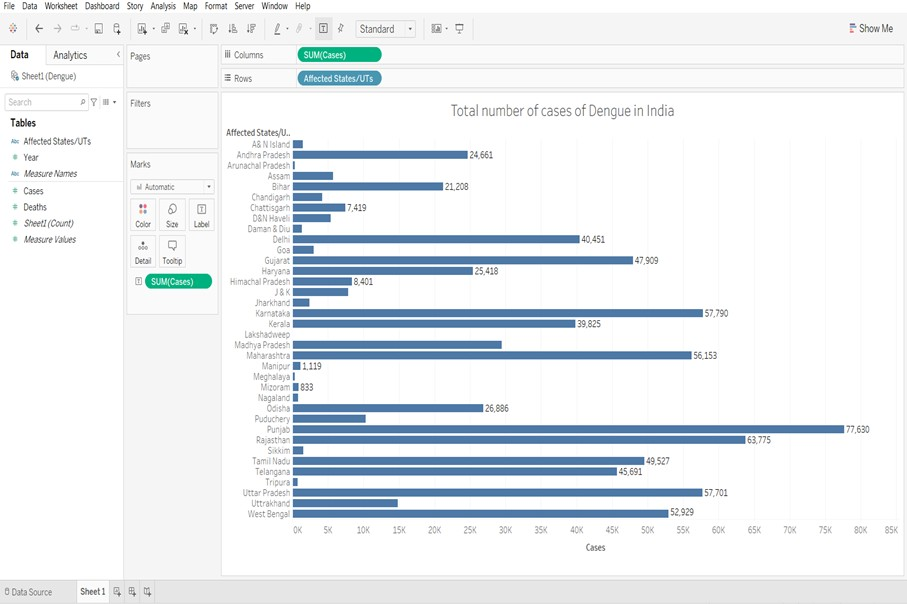 File Data Worksheet Dashboard Story Analysis Map Format Server Window Help
Standard
Show Me
Data Analytics
Sheet1 (Dengue)
Search
Tables
Abc Affected States/UTs
# Year
Abc Measure Names
# Cases
# Deaths
# Sheet1 (Count)
# Measure Values
Pages
Filters
Marks
Automatic
Color Size Label
Detail Tooltip
SUM(Cases)
Columns SUM(Cases)
Rows Affected States/UTs
Total number of cases of Dengue in India
Affected States/U..
A& N Island
Andhra Pradesh 24,661
Arunachal Pradesh
Assam
Bihar 21,208
Chandigarh
Chattisgarh 7,419
D&N Haveli
Daman & Diu
Delhi 40,451
Goa
Gujarat 47,909
Haryana 25,418
Himachal Pradesh 8,401
J & K
Jharkhand
Karnataka 57,790
Kerala 39,825
Lakshadweep
Madhya Pradesh
Maharashtra 56,153
Manipur 1,119
Meghalaya
Mizoram 833
Nagaland
Odisha 26,886
Puduchery
Punjab 77,630
Rajasthan 63,775
Sikkim
Tamil Nadu 49,527
Telangana 45,691
Tripura
Uttar Pradesh 57,701
Uttrakhand
West Bengal 52,929
0K 5K 10K 15K 20K 25K 30K 35K 40K 45K 50K 55K 60K 65K 70K 75K 80K 85K
Cases
Data Source Sheet 1